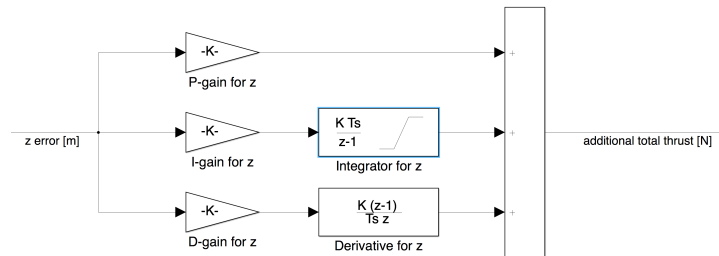 -K-
+
P-gain for z
z error [m]
-K-
K Ts
z-1
+
additional total thrust [N]
I-gain for z
Integrator for z
-K-
K (z-1)
Ts z
+
D-gain for z
Derivative for z